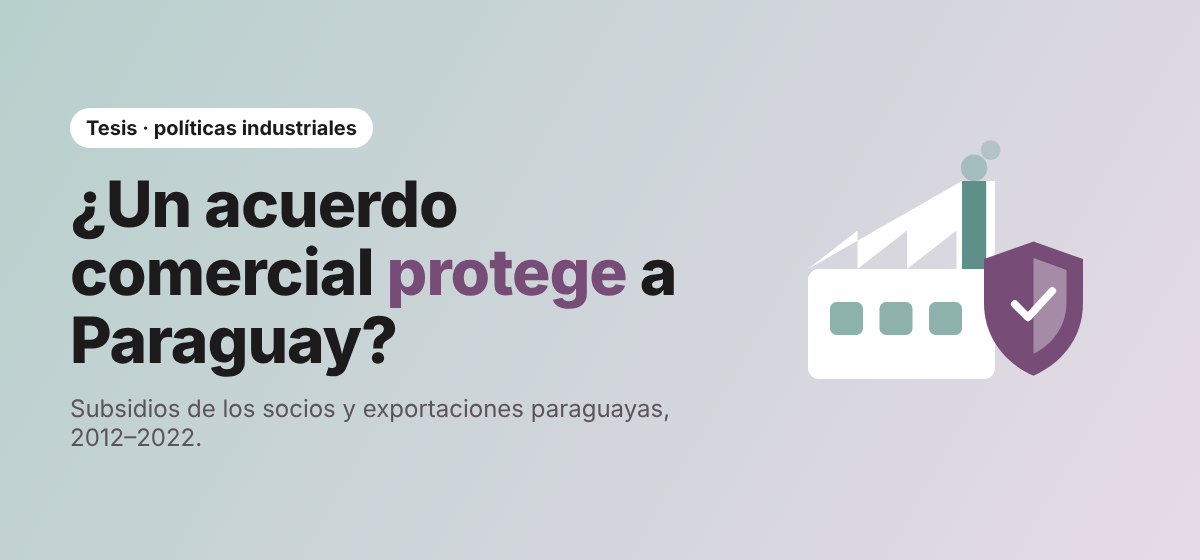 Tesis · políticas industriales
¿Un acuerdo
comercial protege a
Paraguay?
Subsidios de los socios y exportaciones paraguayas,
2012–2022.